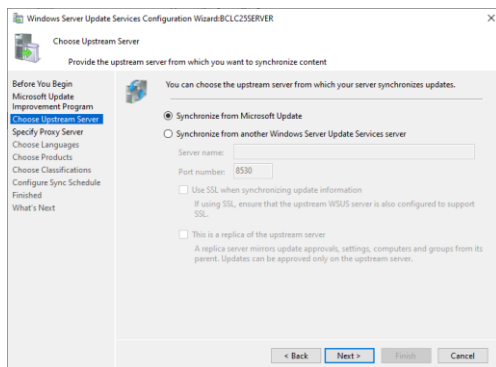 Windows Server Update Services Configuration Wizard:BCLC25SERVER
Choose Upstream Server
Provide the upstream server from which you want to synchronize content
Before You Begin
Microsoft Update
Improvement Program
Choose Upstream Server
Specify Proxy Server
Choose Languages
Choose Products
Choose Classifications
Configure Sync Schedule
Finished
What's Next
You can choose the upstream server from which your server synchronizes updates.
Synchronize from Microsoft Update
Synchronize from another Windows Server Update Services server
Server name:
Port number: 8530
Use SSL when synchronizing update information
If using SSL, ensure that the upstream WSUS server is also configured to support
SSL.
This is a replica of the upstream server
A replica server mirrors update approvals, settings, computers and groups from its
parent. Updates can be approved only on the upstream server.
< Back Next > Finish Cancel